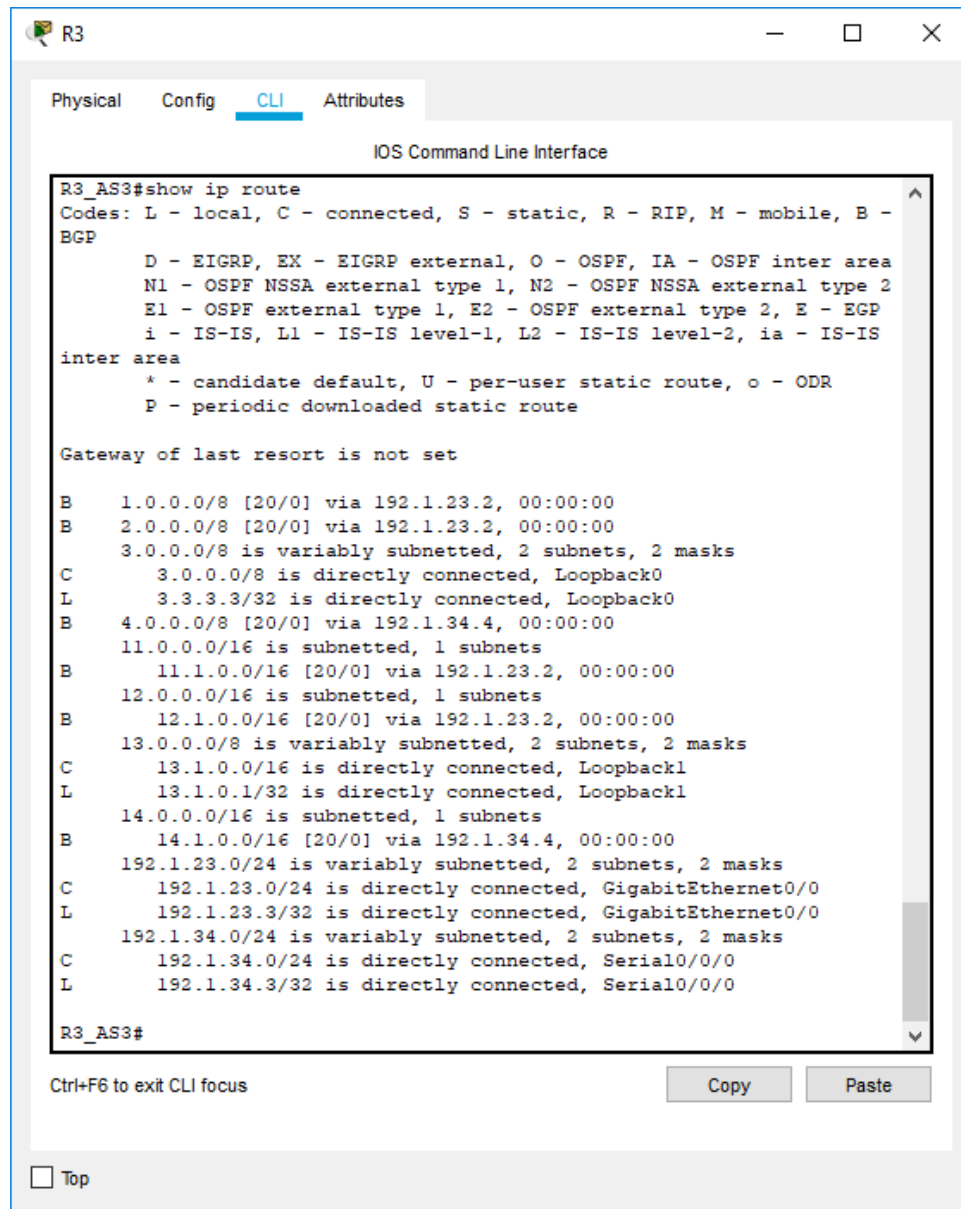 R3
Physical Config CLI Attributes
IOS Command Line Interface
R3_AS3#show ip route
Codes: L - local, C - connected, S - static, R - RIP, M - mobile, B -
BGP
D - EIGRP, EX - EIGRP external, O - OSPF, IA - OSPF inter area
N1 - OSPF NSSA external type 1, N2 - OSPF NSSA external type 2
E1 - OSPF external type 1, E2 - OSPF external type 2, E - EGP
i - IS-IS, L1 - IS-IS level-1, L2 - IS-IS level-2, ia - IS-IS
inter area
* - candidate default, U - per-user static route, o - ODR
P - periodic downloaded static route
Gateway of last resort is not set
B 1.0.0.0/8 [20/0] via 192.1.23.2, 00:00:00
B 2.0.0.0/8 [20/0] via 192.1.23.2, 00:00:00
3.0.0.0/8 is variably subnetted, 2 subnets, 2 masks
C 3.0.0.0/8 is directly connected, Loopback0
L 3.3.3.3/32 is directly connected, Loopback0
B 4.0.0.0/8 [20/0] via 192.1.34.4, 00:00:00
11.0.0.0/16 is subnetted, 1 subnets
B 11.1.0.0/16 [20/0] via 192.1.23.2, 00:00:00
12.0.0.0/16 is subnetted, 1 subnets
B 12.1.0.0/16 [20/0] via 192.1.23.2, 00:00:00
13.0.0.0/8 is variably subnetted, 2 subnets, 2 masks
C 13.1.0.0/16 is directly connected, Loopback1
L 13.1.0.1/32 is directly connected, Loopback1
14.0.0.0/16 is subnetted, 1 subnets
B 14.1.0.0/16 [20/0] via 192.1.34.4, 00:00:00
192.1.23.0/24 is variably subnetted, 2 subnets, 2 masks
C 192.1.23.0/24 is directly connected, GigabitEthernet0/0
L 192.1.23.3/32 is directly connected, GigabitEthernet0/0
192.1.34.0/24 is variably subnetted, 2 subnets, 2 masks
C 192.1.34.0/24 is directly connected, Serial0/0/0
L 192.1.34.3/32 is directly connected, Serial0/0/0
R3_AS3#
Ctrl+F6 to exit CLI focus Copy Paste
Top